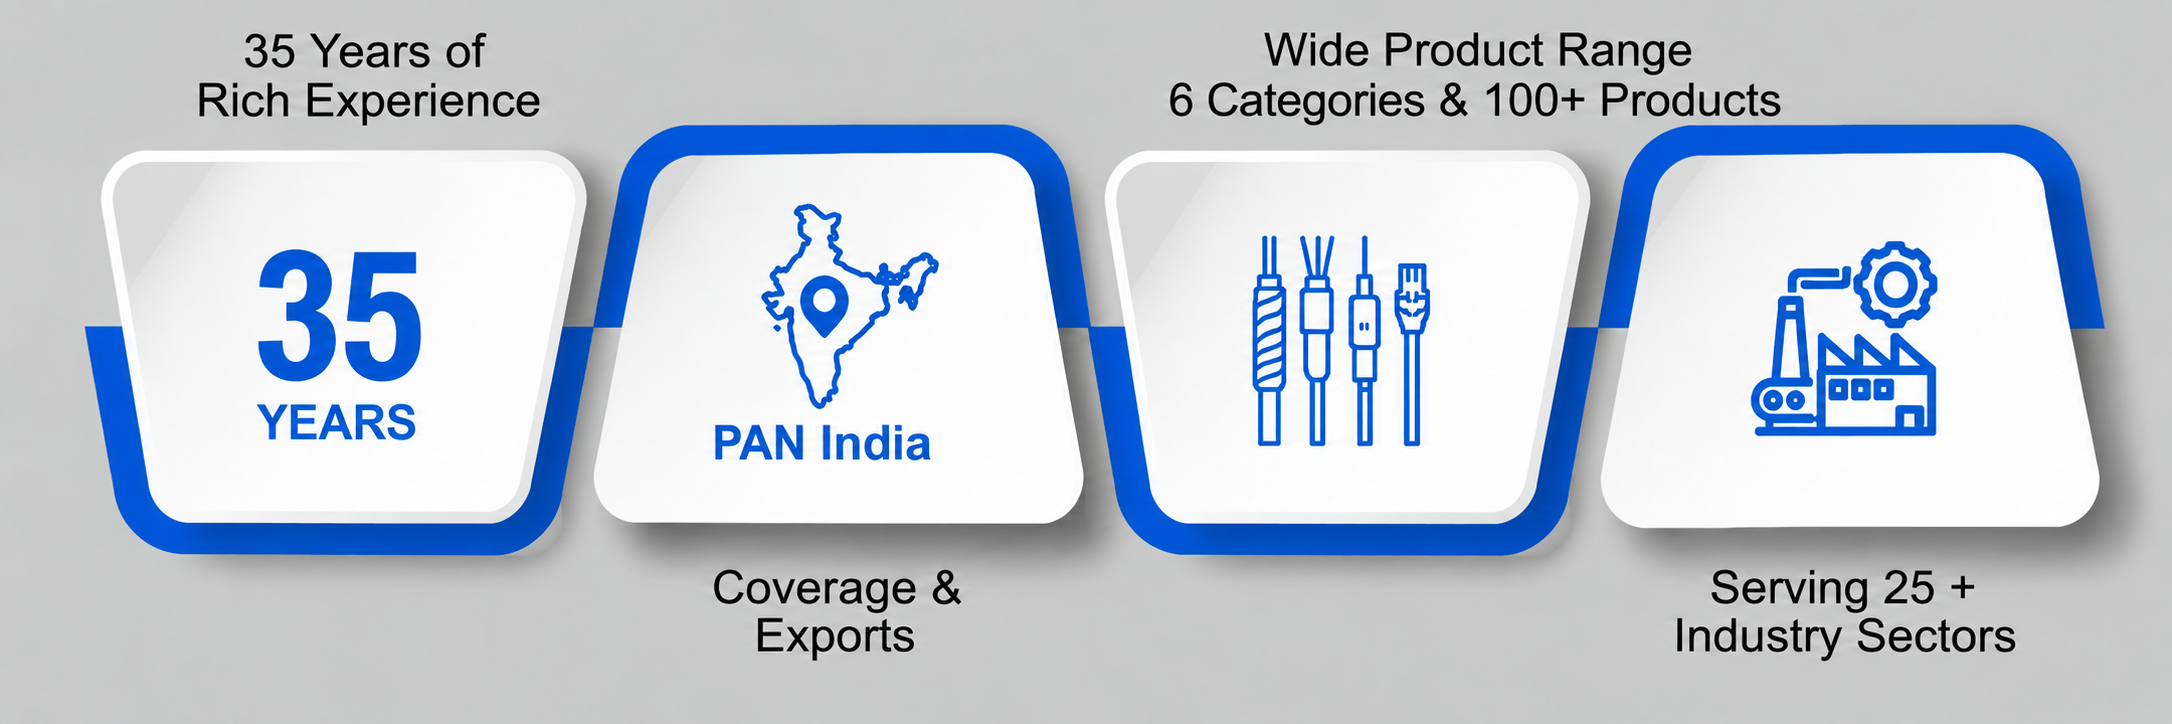 35 Years of
Rich Experience
35
YEARS
PAN India
Coverage &
Exports
Wide Product Range
6 Categories & 100+ Products
Serving 25 +
Industry Sectors